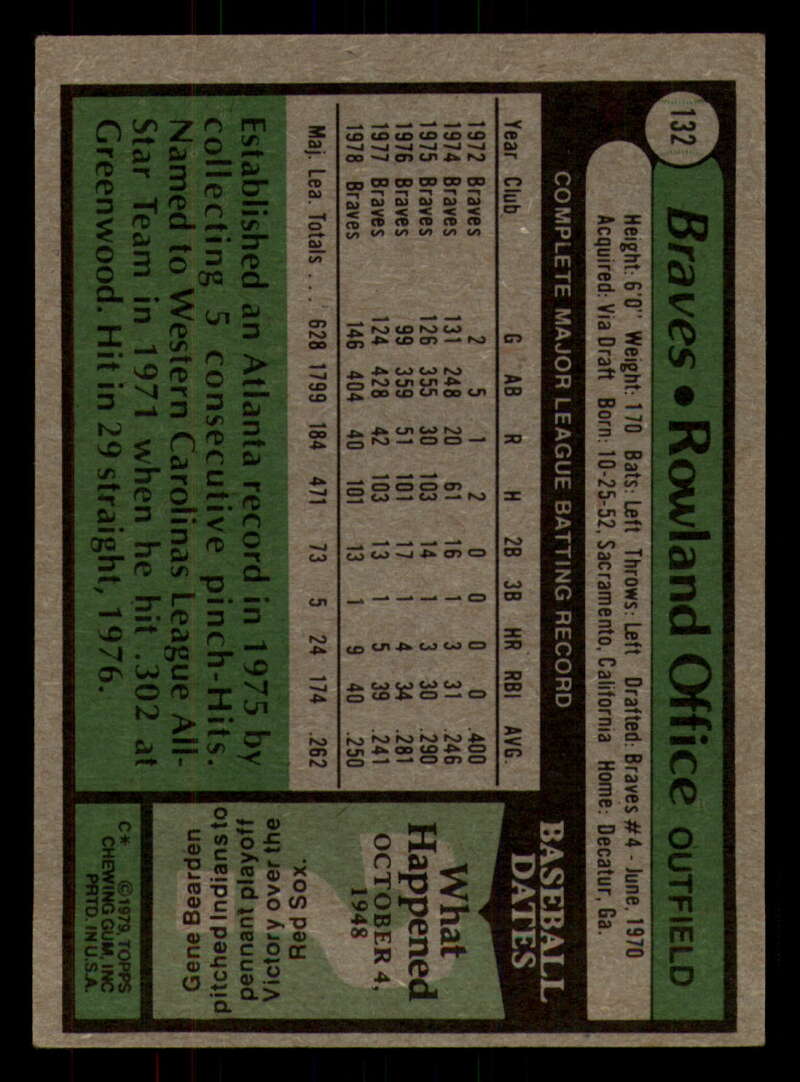 132
Braves • Rowland Office OUTFIELD
Height: 6'0" Weight: 170 Bats: Left Throws: Left Drafted: Braves #4 - June, 1970
Acquired: Via Draft Born: 10-25-52, Sacramento, California Home: Decatur, Ga.
COMPLETE MAJOR LEAGUE BATTING RECORD
Year Club G AB R H 2B 3B HR RBI AVG.
1972 Braves 2 5 1 2 0 0 0 0 .400
1974 Braves 131 248 20 61 16 1 3 31 .246
1975 Braves 126 355 30 103 14 1 3 30 .290
1976 Braves 99 359 51 101 17 1 4 34 .281
1977 Braves 124 428 42 103 13 1 5 39 .241
1978 Braves 146 404 40 101 13 1 9 40 .250
Maj. Lea. Totals ... 628 1799 184 471 73 5 24 174 .262
Established an Atlanta record in 1975 by
collecting 5 consecutive pinch-Hits.
Named to Western Carolinas League All-
Star Team in 1971 when he hit .302 at
Greenwood. Hit in 29 straight, 1976.
BASEBALL
DATES
What
Happened
OCTOBER 4,
1948
Gene Bearden
pitched Indians to
pennant playoff
Victory over the
Red Sox.
C* ©1979, TOPPS
CHEWING GUM, INC
PRTD. IN U.S.A.